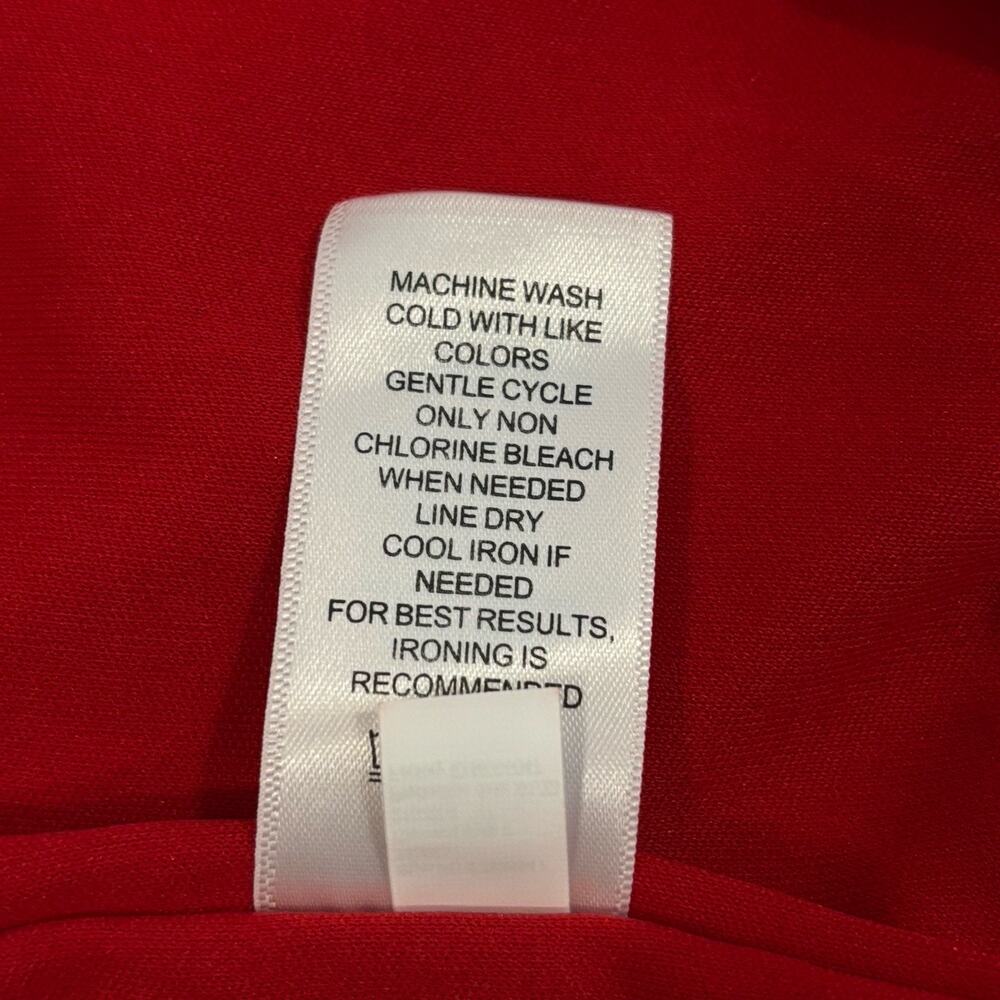 MACHINE WASH
COLD WITH LIKE
COLORS
GENTLE CYCLE
ONLY NON
CHLORINE BLEACH
WHEN NEEDED
LINE DRY
COOL IRON IF
NEEDED
FOR BEST RESULTS,
IRONING IS
RECOMMENDED